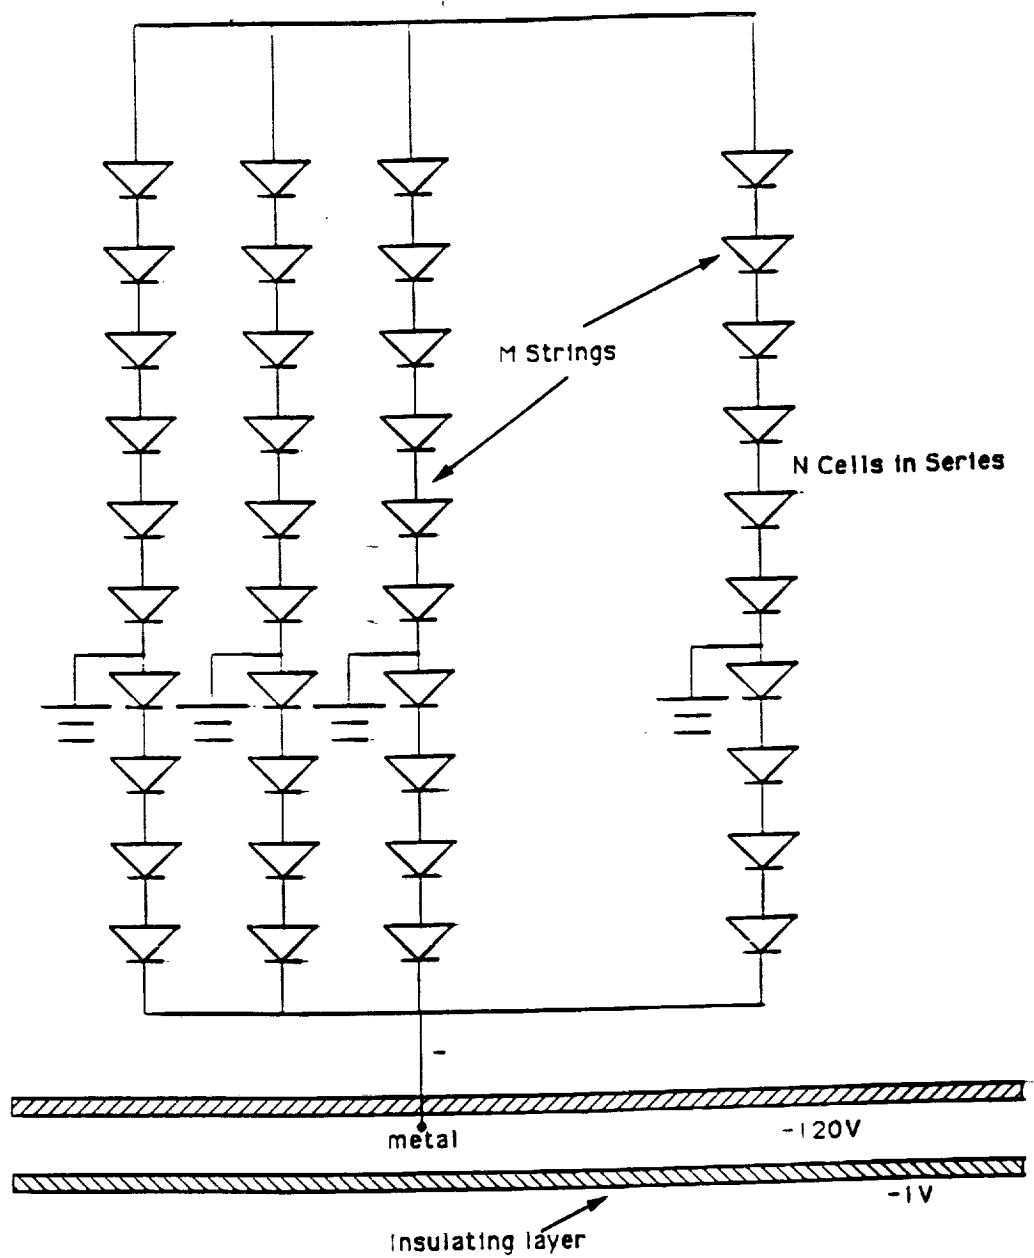 M Strings
N Cells in Series
-
metal
-120V
-1V
insulating layer